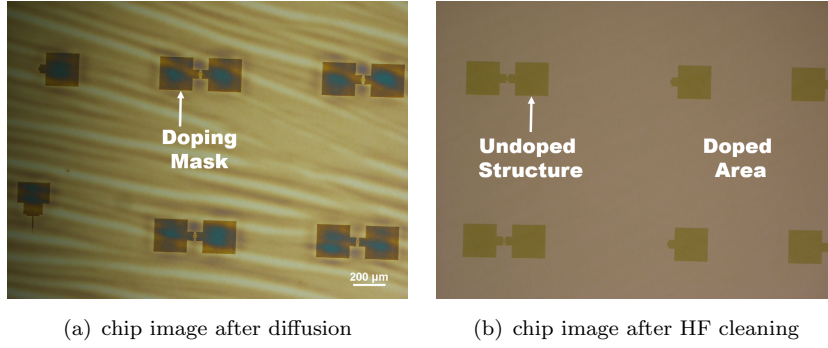 Doping
Mask
200 μm
Undoped
Structure
Doped
Area
(a) chip image after diffusion
(b) chip image after HF cleaning